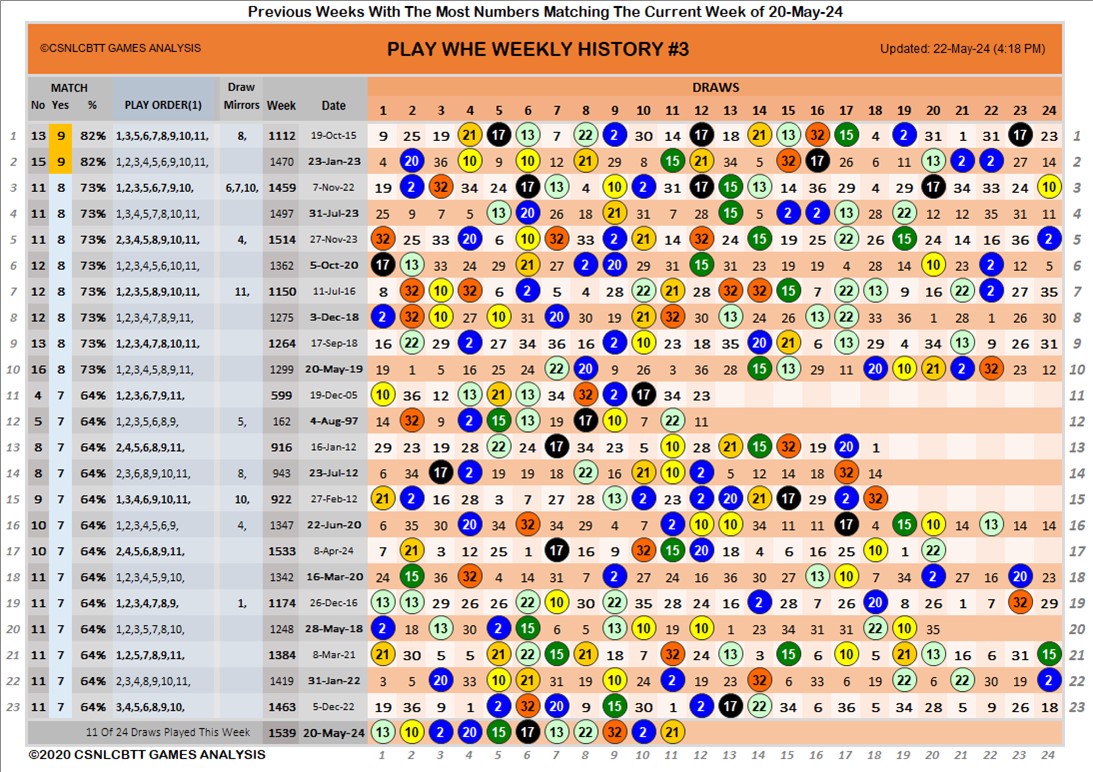 Previous Weeks With The Most Numbers Matching The Current Week of 20-May-24
©CSNLCBTT GAMES ANALYSIS PLAY WHE WEEKLY HISTORY #3 Updated: 22-May-24 (4:18 PM)
MATCH Draw DRAWS
No Yes % PLAY ORDER(1) Mirrors Week Date 1 2 3 4 5 6 7 8 9 10 11 12 13 14 15 16 17 18 19 20 21 22 23 24
1 13 9 82% 1,3,5,6,7,8,9,10,11, 8, 1112 19-Oct-15 9 25 19 21 17 13 7 22 2 30 14 17 18 21 13 32 15 4 2 31 1 31 17 23 1
2 15 9 82% 1,2,3,4,5,6,9,10,11, 1470 23-Jan-23 4 20 36 10 9 10 12 21 29 8 15 21 34 5 32 17 26 6 11 13 2 2 27 14 2
3 11 8 73% 1,2,3,5,6,7,9,10, 6,7,10, 1459 7-Nov-22 19 2 32 34 24 17 13 4 10 2 31 17 15 13 14 36 29 4 29 17 34 33 24 10 3
4 11 8 73% 1,3,4,5,7,8,10,11, 1497 31-Jul-23 25 9 7 5 13 20 26 18 21 31 7 28 15 5 2 2 13 28 22 12 12 35 31 11 4
5 11 8 73% 2,3,4,5,8,9,10,11, 4, 1514 27-Nov-23 32 25 33 20 6 10 32 33 2 21 14 32 24 15 19 25 22 26 15 24 14 16 36 2 5
6 12 8 73% 1,2,3,4,5,6,10,11, 1362 5-Oct-20 17 13 33 24 29 21 27 2 20 29 31 15 31 23 19 19 4 28 14 10 23 2 12 5 6
7 12 8 73% 1,2,3,5,8,9,10,11, 11, 1150 11-Jul-16 8 32 10 32 6 2 5 4 28 22 21 28 32 32 15 7 22 13 9 16 22 2 27 35 7
8 12 8 73% 1,2,3,4,7,8,9,11, 1275 3-Dec-18 2 32 10 27 10 31 20 30 19 21 32 30 13 24 26 13 22 33 36 1 28 1 26 30 8
9 13 8 73% 1,2,3,4,7,8,10,11, 1264 17-Sep-18 16 22 29 2 27 34 36 16 2 10 23 18 35 20 21 6 13 29 4 34 13 9 26 31 9
10 16 8 73% 1,2,3,4,5,8,9,11, 1299 20-May-19 19 1 5 16 25 24 22 20 9 26 3 36 28 15 13 29 11 20 10 21 2 32 23 12 10
11 4 7 64% 1,2,3,6,7,9,11, 599 19-Dec-05 10 36 12 13 21 13 34 32 2 17 34 23 11
12 5 7 64% 1,2,3,5,6,8,9, 5, 162 4-Aug-97 14 32 9 2 15 13 19 17 10 7 22 11 12
13 8 7 64% 2,4,5,6,8,9,11, 916 16-Jan-12 29 23 19 28 22 24 17 34 23 5 10 28 21 15 32 19 20 1 13
14 8 7 64% 2,3,6,8,9,10,11, 8, 943 23-Jul-12 6 34 17 2 19 19 18 22 16 21 10 2 5 12 14 18 32 14 14
15 9 7 64% 1,3,4,6,9,10,11, 10, 922 27-Feb-12 21 2 16 28 3 7 27 28 13 2 23 2 20 21 17 29 2 32 15
16 10 7 64% 1,2,3,4,5,6,9, 4, 1347 22-Jun-20 6 35 30 20 34 32 34 29 4 7 2 10 10 34 11 11 17 4 15 10 14 13 14 14 16
17 10 7 64% 2,4,5,6,8,9,11, 1533 8-Apr-24 7 21 3 12 25 1 17 16 9 32 15 20 18 4 6 16 25 10 1 22 17
18 11 7 64% 1,2,3,4,5,9,10, 1342 16-Mar-20 24 15 36 32 4 14 31 7 2 27 24 16 36 30 27 13 10 7 34 2 27 16 20 23 18
19 11 7 64% 1,2,3,4,7,8,9, 1, 1174 26-Dec-16 13 13 29 26 26 22 10 30 22 35 28 24 16 2 28 7 26 20 8 26 1 7 32 29 19
20 11 7 64% 1,2,3,5,7,8,10, 1248 28-May-18 2 18 13 30 2 15 6 5 13 10 19 10 1 23 34 31 31 22 10 35 20
21 11 7 64% 1,2,5,7,8,9,11, 1384 8-Mar-21 21 30 5 5 21 22 15 21 18 7 32 24 13 3 15 6 10 5 21 13 16 6 31 15 21
22 11 7 64% 2,3,4,8,9,10,11, 1419 31-Jan-22 3 5 20 33 10 21 31 19 10 24 2 19 14 32 22 6 33 6 19 22 6 22 30 19 2 22
23 11 7 64% 3,4,5,6,8,9,10, 1463 5-Dec-22 19 36 9 1 2 32 20 9 15 30 1 2 17 22 34 6 36 5 34 5 29 9 26 18 23
11 Of 24 Draws Played This Week 1539 20-May-24 13 10 2 20 15 17 13 22 32 2 21
©2020 CSNLCBTT GAMES ANALYSIS 1 2 3 4 5 6 7 8 9 10 11 12 13 14 15 16 17 18 19 20 21 22 23 24